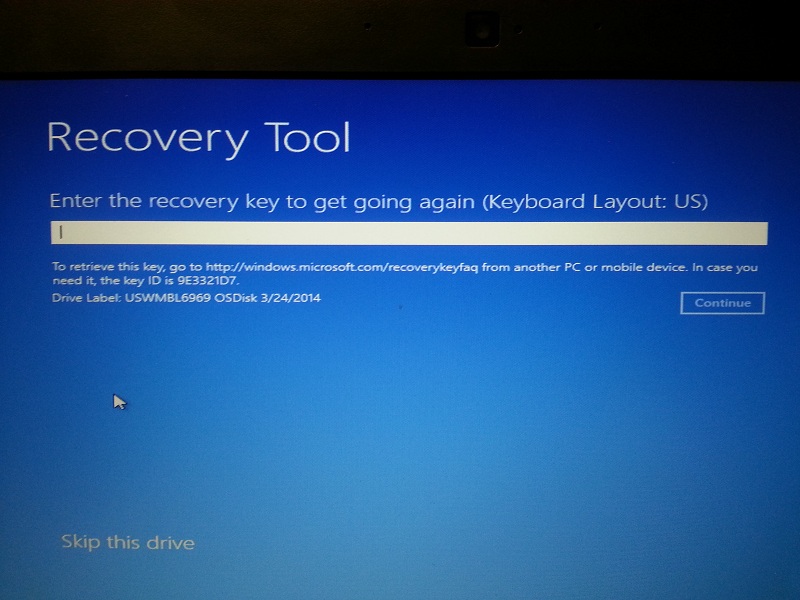 Recovery Tool
Enter the recovery key to get going again (Keyboard Layout: US)
To retrieve this key, go to http://windows.microsoft.com/recoverykeyfaq from another PC or mobile device. In case you
need it, the key ID is 9E3321D7.
Drive Label: USWMBL6969 OSDisk 3/24/2014
Continue
Skip this drive